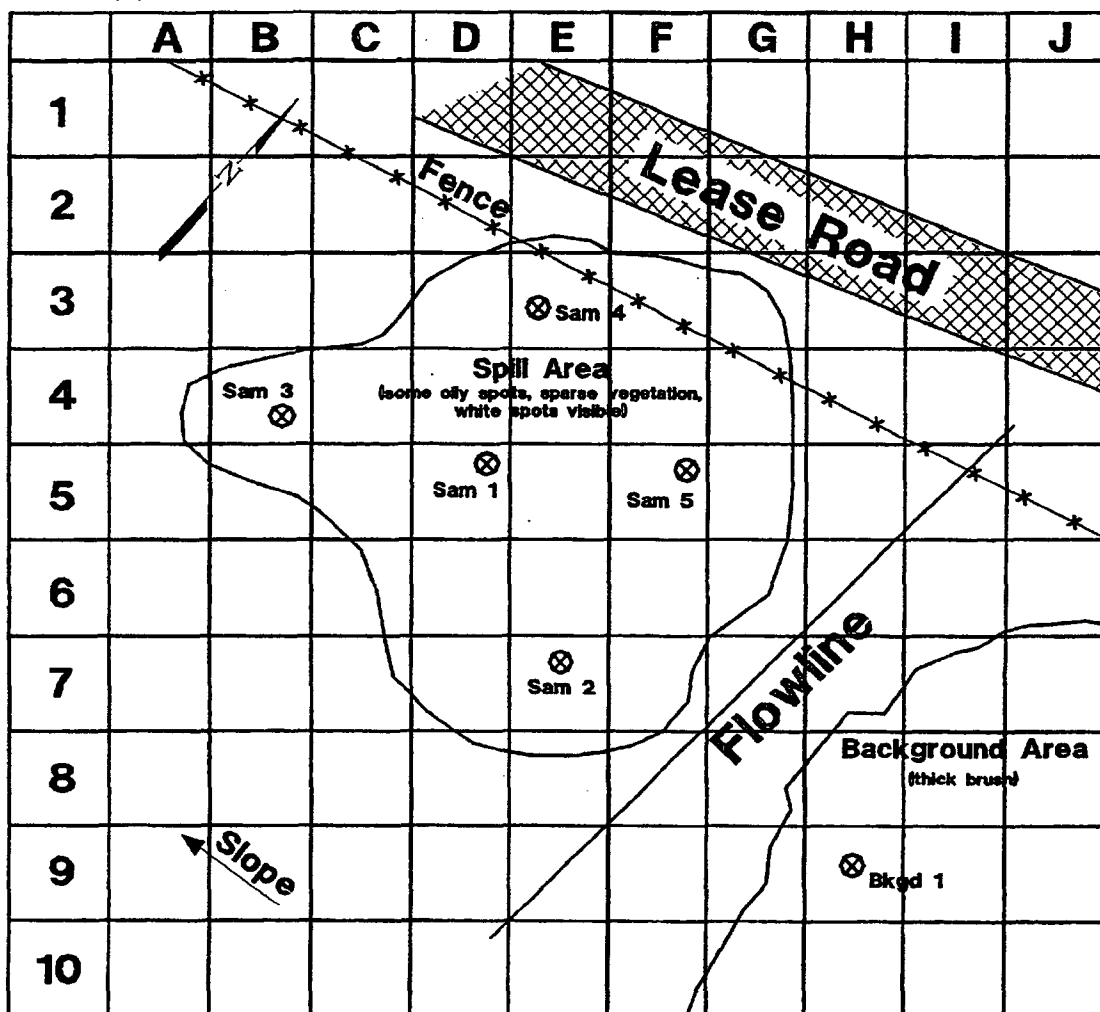 A B C D E F G H I J
1
2
3
4
5
6
7
8
9
10
N
Fence
Lease Road
Sam 4
Spill Area
(some oily spots, sparse vegetation,
white spots visible)
Sam 3
Sam 1
Sam 5
Sam 2
Flowline
Background Area
(thick brush)
Slope
Bkgd 1